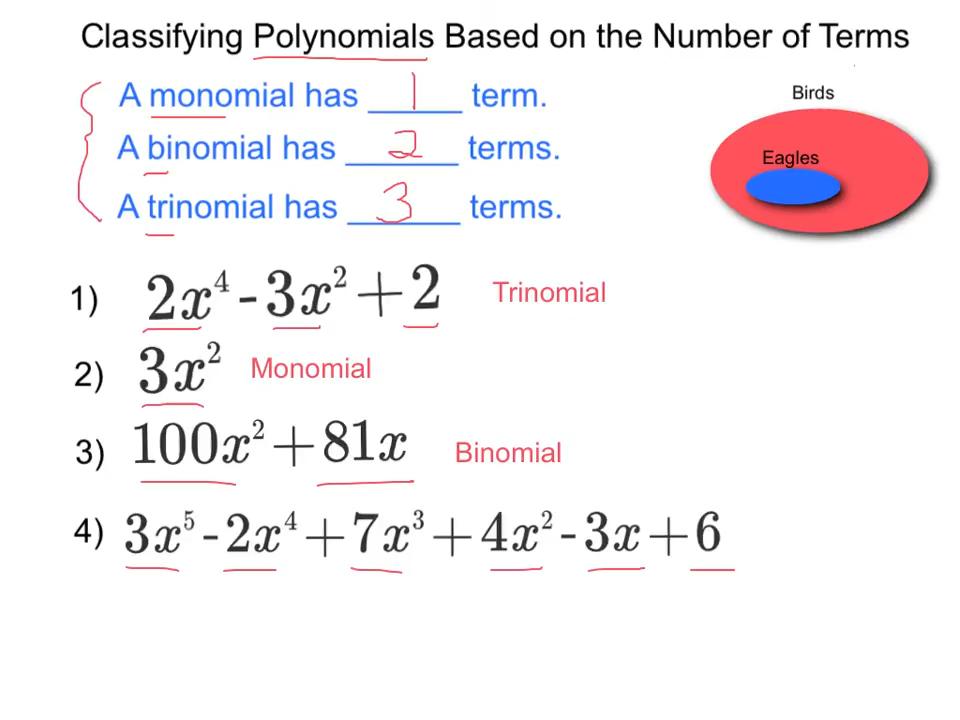 Classifying Polynomials Based on the Number of Terms
A monomial has 1 term.
A binomial has 2 terms.
A trinomial has 3 terms.
Birds
Eagles
1) 2x⁴ - 3x² + 2 Trinomial
2) 3x² Monomial
3) 100x² + 81x Binomial
4) 3x⁵ - 2x⁴ + 7x³ + 4x² - 3x + 6